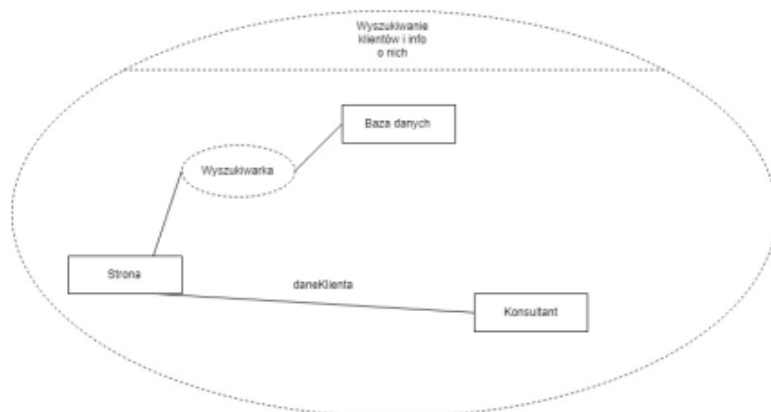 Wyszukiwanie
klientów i info
o nich
Baza danych
Wyszukiwarka
Strona
daneKlienta
Konsultant